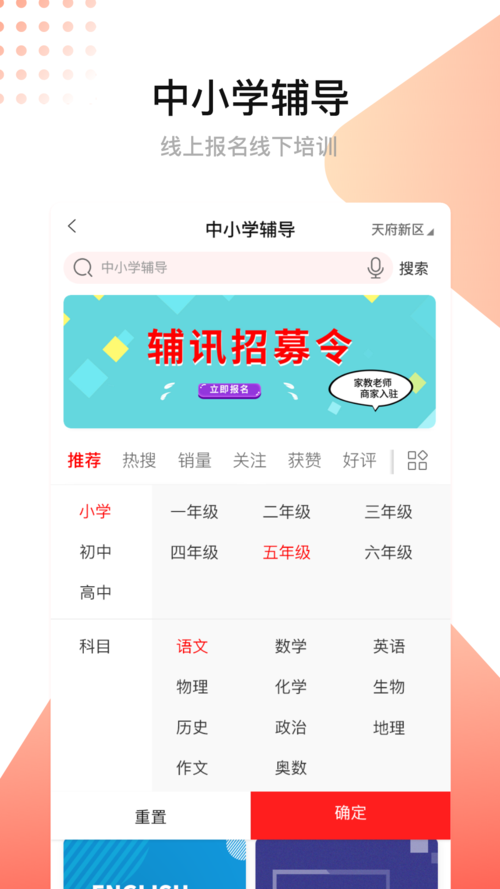 中小学辅导
线上报名线下培训
中小学辅导
天府新区
中小学辅导
搜索
辅讯招募令
立即报名
家教老师
商家入驻
推荐 热搜 销量 关注 获赞 好评
小学 一年级 二年级 三年级
初中 四年级 五年级 六年级
高中
科目 语文 数学 英语
物理 化学 生物
历史 政治 地理
作文 奥数
重置 确定
ENGLISH